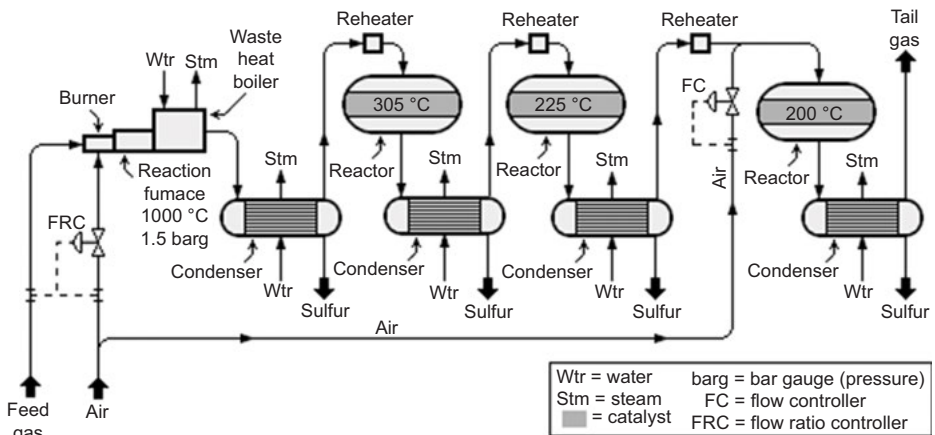 Reheater
Reheater
Reheater
Tail
gas
Waste
heat
boiler
Wtr
Stm
Burner
305 °C
225 °C
FC
200 °C
Reactor
Reactor
Reactor
Stm
Stm
Stm
Stm
Reaction
fumace
1000 °C
1.5 barg
Air
FRC
Condenser
Condenser
Condenser
Condenser
Wtr
Wtr
Wtr
Wtr
Sulfur
Sulfur
Sulfur
Sulfur
Air
Feed
gas
Air
Wtr = water
Stm = steam
= catalyst
barg = bar gauge (pressure)
FC = flow controller
FRC = flow ratio controller